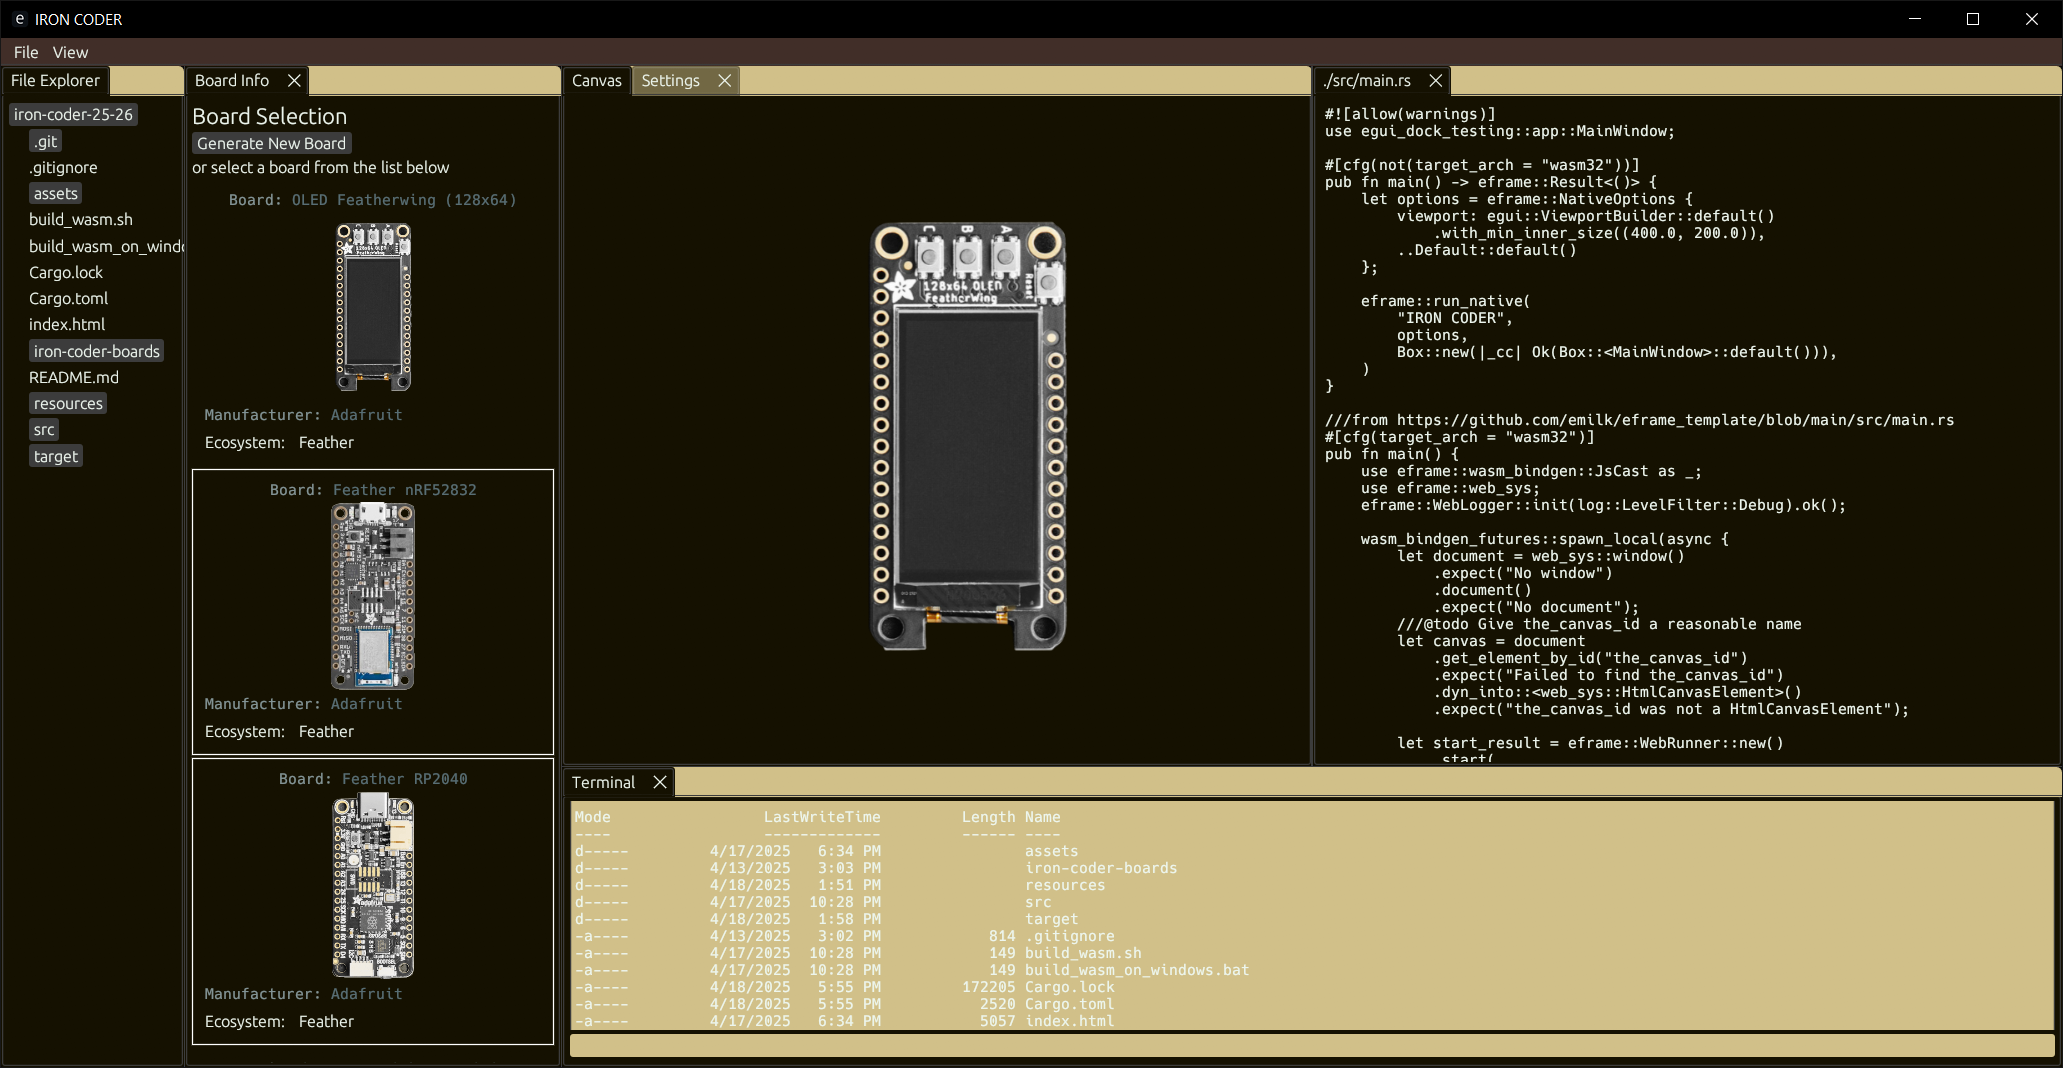 e IRON CODER
File View
File Explorer
iron-coder-25-26
.git
.gitignore
assets
build_wasm.sh
build_wasm_on_windo
Cargo.lock
Cargo.toml
index.html
iron-coder-boards
README.md
resources
src
target
Board Info
Board Selection
Generate New Board
or select a board from the list below
Board: OLED Featherwing (128x64)
C B A
128x64 OLED
FeatherWing
Manufacturer: Adafruit
Ecosystem: Feather
Board: Feather nRF52832
Manufacturer: Adafruit
Ecosystem: Feather
Board: Feather RP2040
Manufacturer: Adafruit
Ecosystem: Feather
Canvas Settings
C B A
Reset
128x64 OLED
FeatherWing
./src/main.rs
#![allow(warnings)]
use egui_dock_testing::app::MainWindow;
#[cfg(not(target_arch = "wasm32"))]
pub fn main() -> eframe::Result<()> {
let options = eframe::NativeOptions {
viewport: egui::ViewportBuilder::default()
.with_min_inner_size((400.0, 200.0)),
..Default::default()
};
eframe::run_native(
"IRON CODER",
options,
Box::new(|_cc| Ok(Box::<MainWindow>::default())),
)
}
///from https://github.com/emilk/eframe_template/blob/main/src/main.rs
#[cfg(target_arch = "wasm32")]
pub fn main() {
use eframe::wasm_bindgen::JsCast as _;
use eframe::web_sys;
eframe::WebLogger::init(log::LevelFilter::Debug).ok();
wasm_bindgen_futures::spawn_local(async {
let document = web_sys::window()
.expect("No window")
.document()
.expect("No document");
///@todo Give the_canvas_id a reasonable name
let canvas = document
.get_element_by_id("the_canvas_id")
.expect("Failed to find the_canvas_id")
.dyn_into::<web_sys::HtmlCanvasElement>()
.expect("the_canvas_id was not a HtmlCanvasElement");
let start_result = eframe::WebRunner::new()
.start(
Terminal
Mode LastWriteTime Length Name
---- ------------- ------ ----
d----- 4/17/2025 6:34 PM assets
d----- 4/13/2025 3:03 PM iron-coder-boards
d----- 4/18/2025 1:51 PM resources
d----- 4/17/2025 10:28 PM src
d----- 4/18/2025 1:58 PM target
-a---- 4/13/2025 3:02 PM 814 .gitignore
-a---- 4/17/2025 10:28 PM 149 build_wasm.sh
-a---- 4/17/2025 10:28 PM 149 build_wasm_on_windows.bat
-a---- 4/18/2025 5:55 PM 172205 Cargo.lock
-a---- 4/18/2025 5:55 PM 2520 Cargo.toml
-a---- 4/17/2025 6:34 PM 5057 index.html